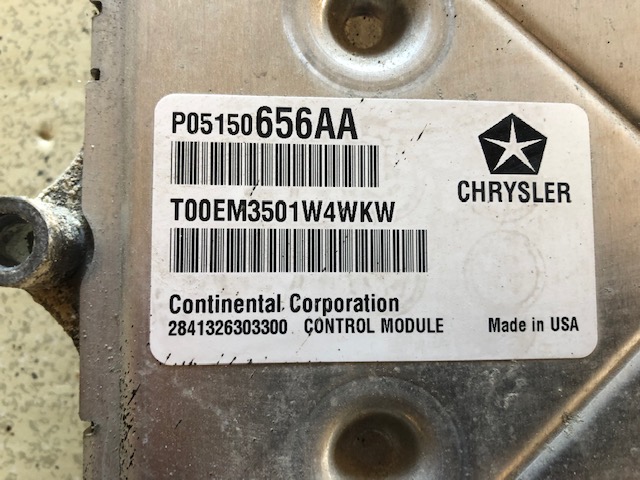 P05150656AA
CHRYSLER
T00EM3501W4WKW
Continental Corporation
2841326303300 CONTROL MODULE Made in USA